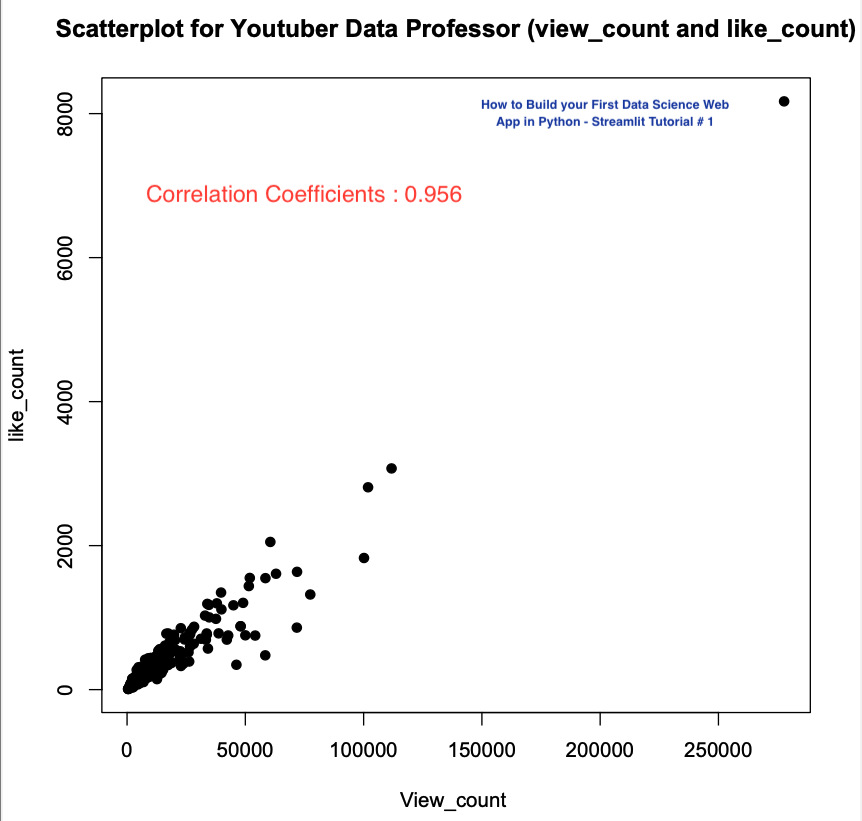 Scatterplot for Youtuber Data Professor (view_count and like_count)
How to Build your First Data Science Web
App in Python - Streamlit Tutorial # 1
Correlation Coefficients : 0.956
8000
6000
4000
2000
0
like_count
0 50000 100000 150000 200000 250000
View_count